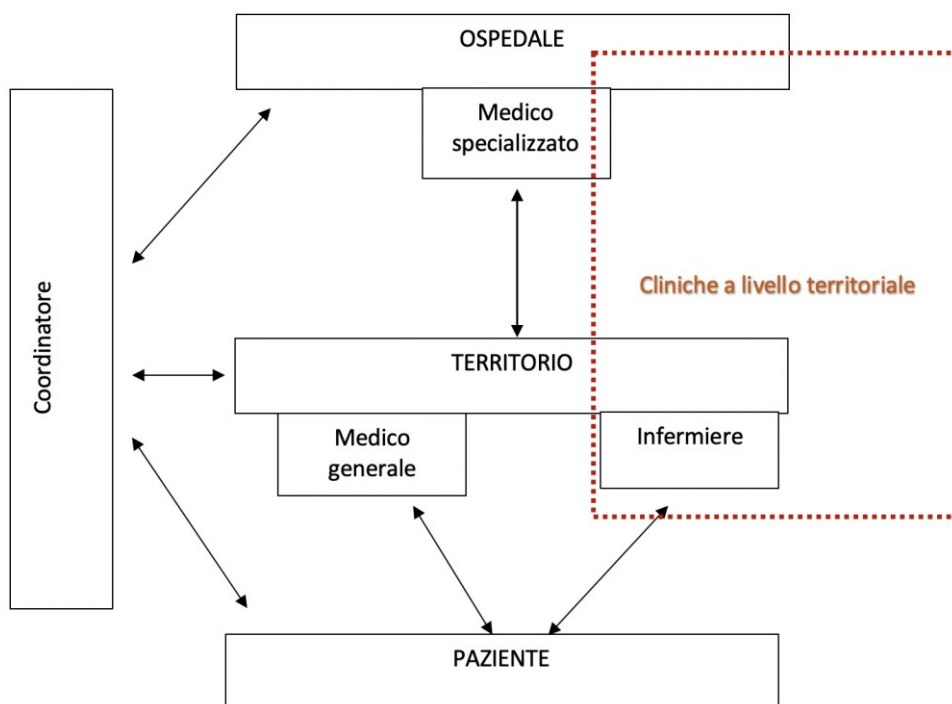 OSPEDALE
Medico
specializzato
Coordinatore
Cliniche a livello territoriale
TERRITORIO
Medico
generale
Infermiere
PAZIENTE